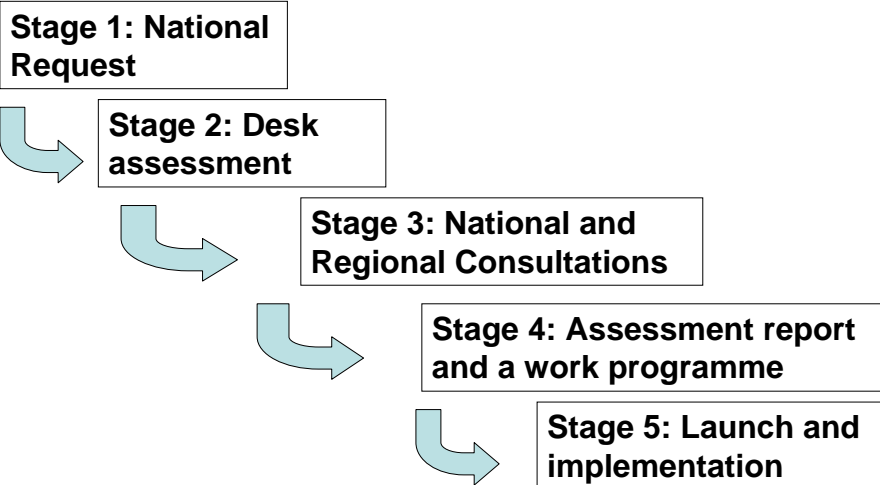 Stage 1: National
Request
Stage 2: Desk
assessment
Stage 3: National and
Regional Consultations
Stage 4: Assessment report
and a work programme
Stage 5: Launch and
implementation